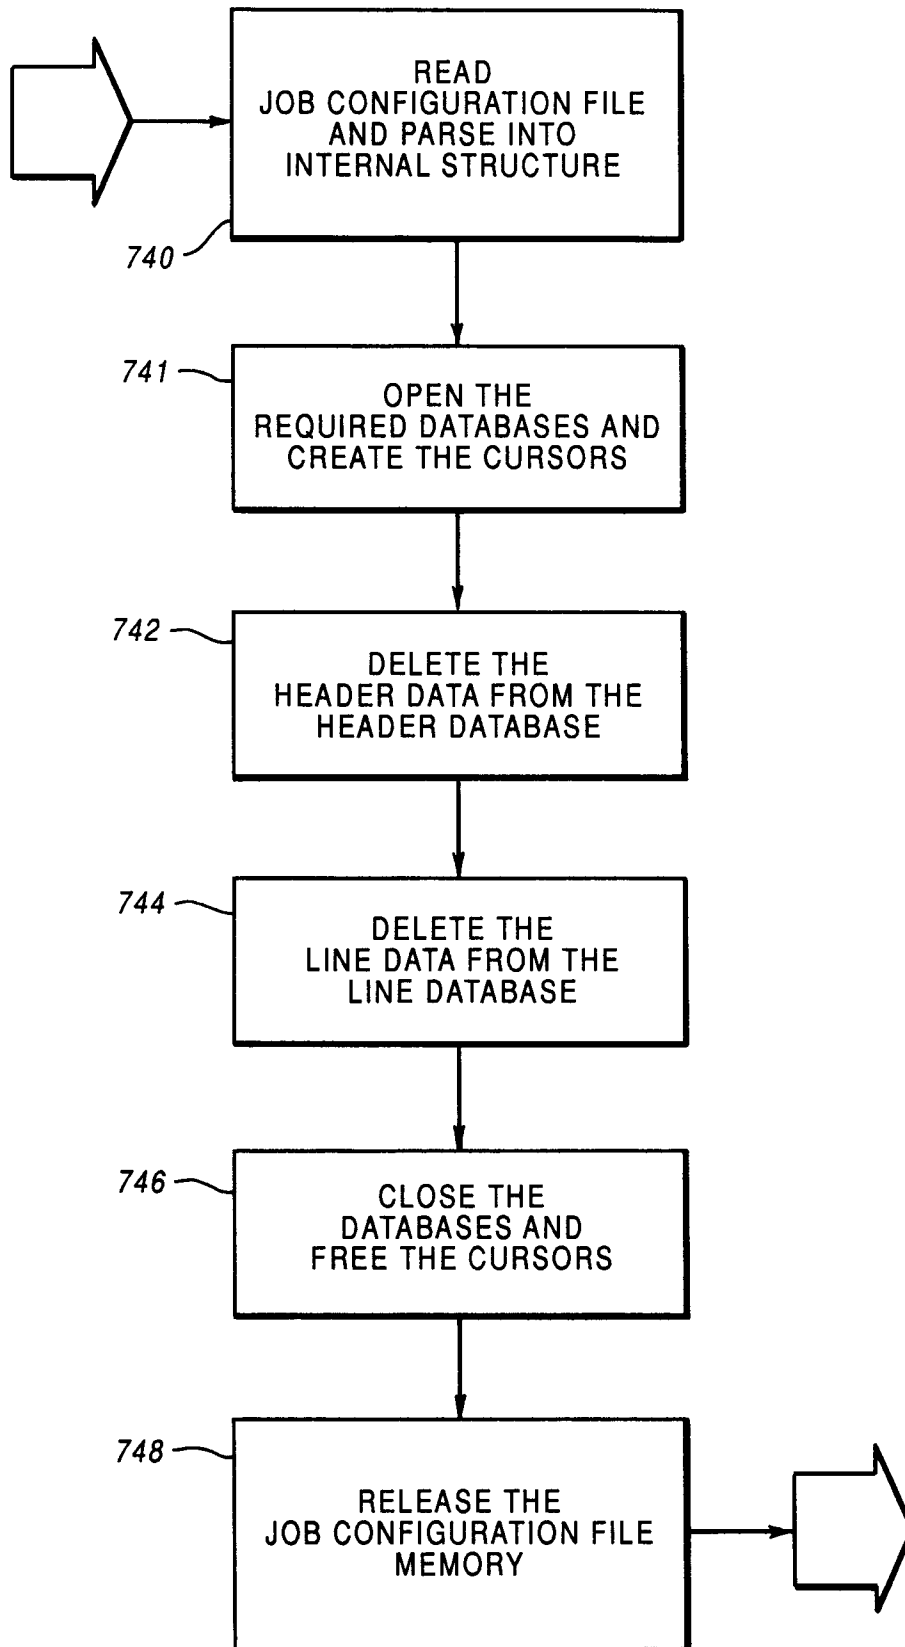 READ
JOB CONFIGURATION FILE
AND PARSE INTO
INTERNAL STRUCTURE
740
741
OPEN THE
REQUIRED DATABASES AND
CREATE THE CURSORS
742
DELETE THE
HEADER DATA FROM THE
HEADER DATABASE
744
DELETE THE
LINE DATA FROM THE
LINE DATABASE
746
CLOSE THE
DATABASES AND
FREE THE CURSORS
748
RELEASE THE
JOB CONFIGURATION FILE
MEMORY